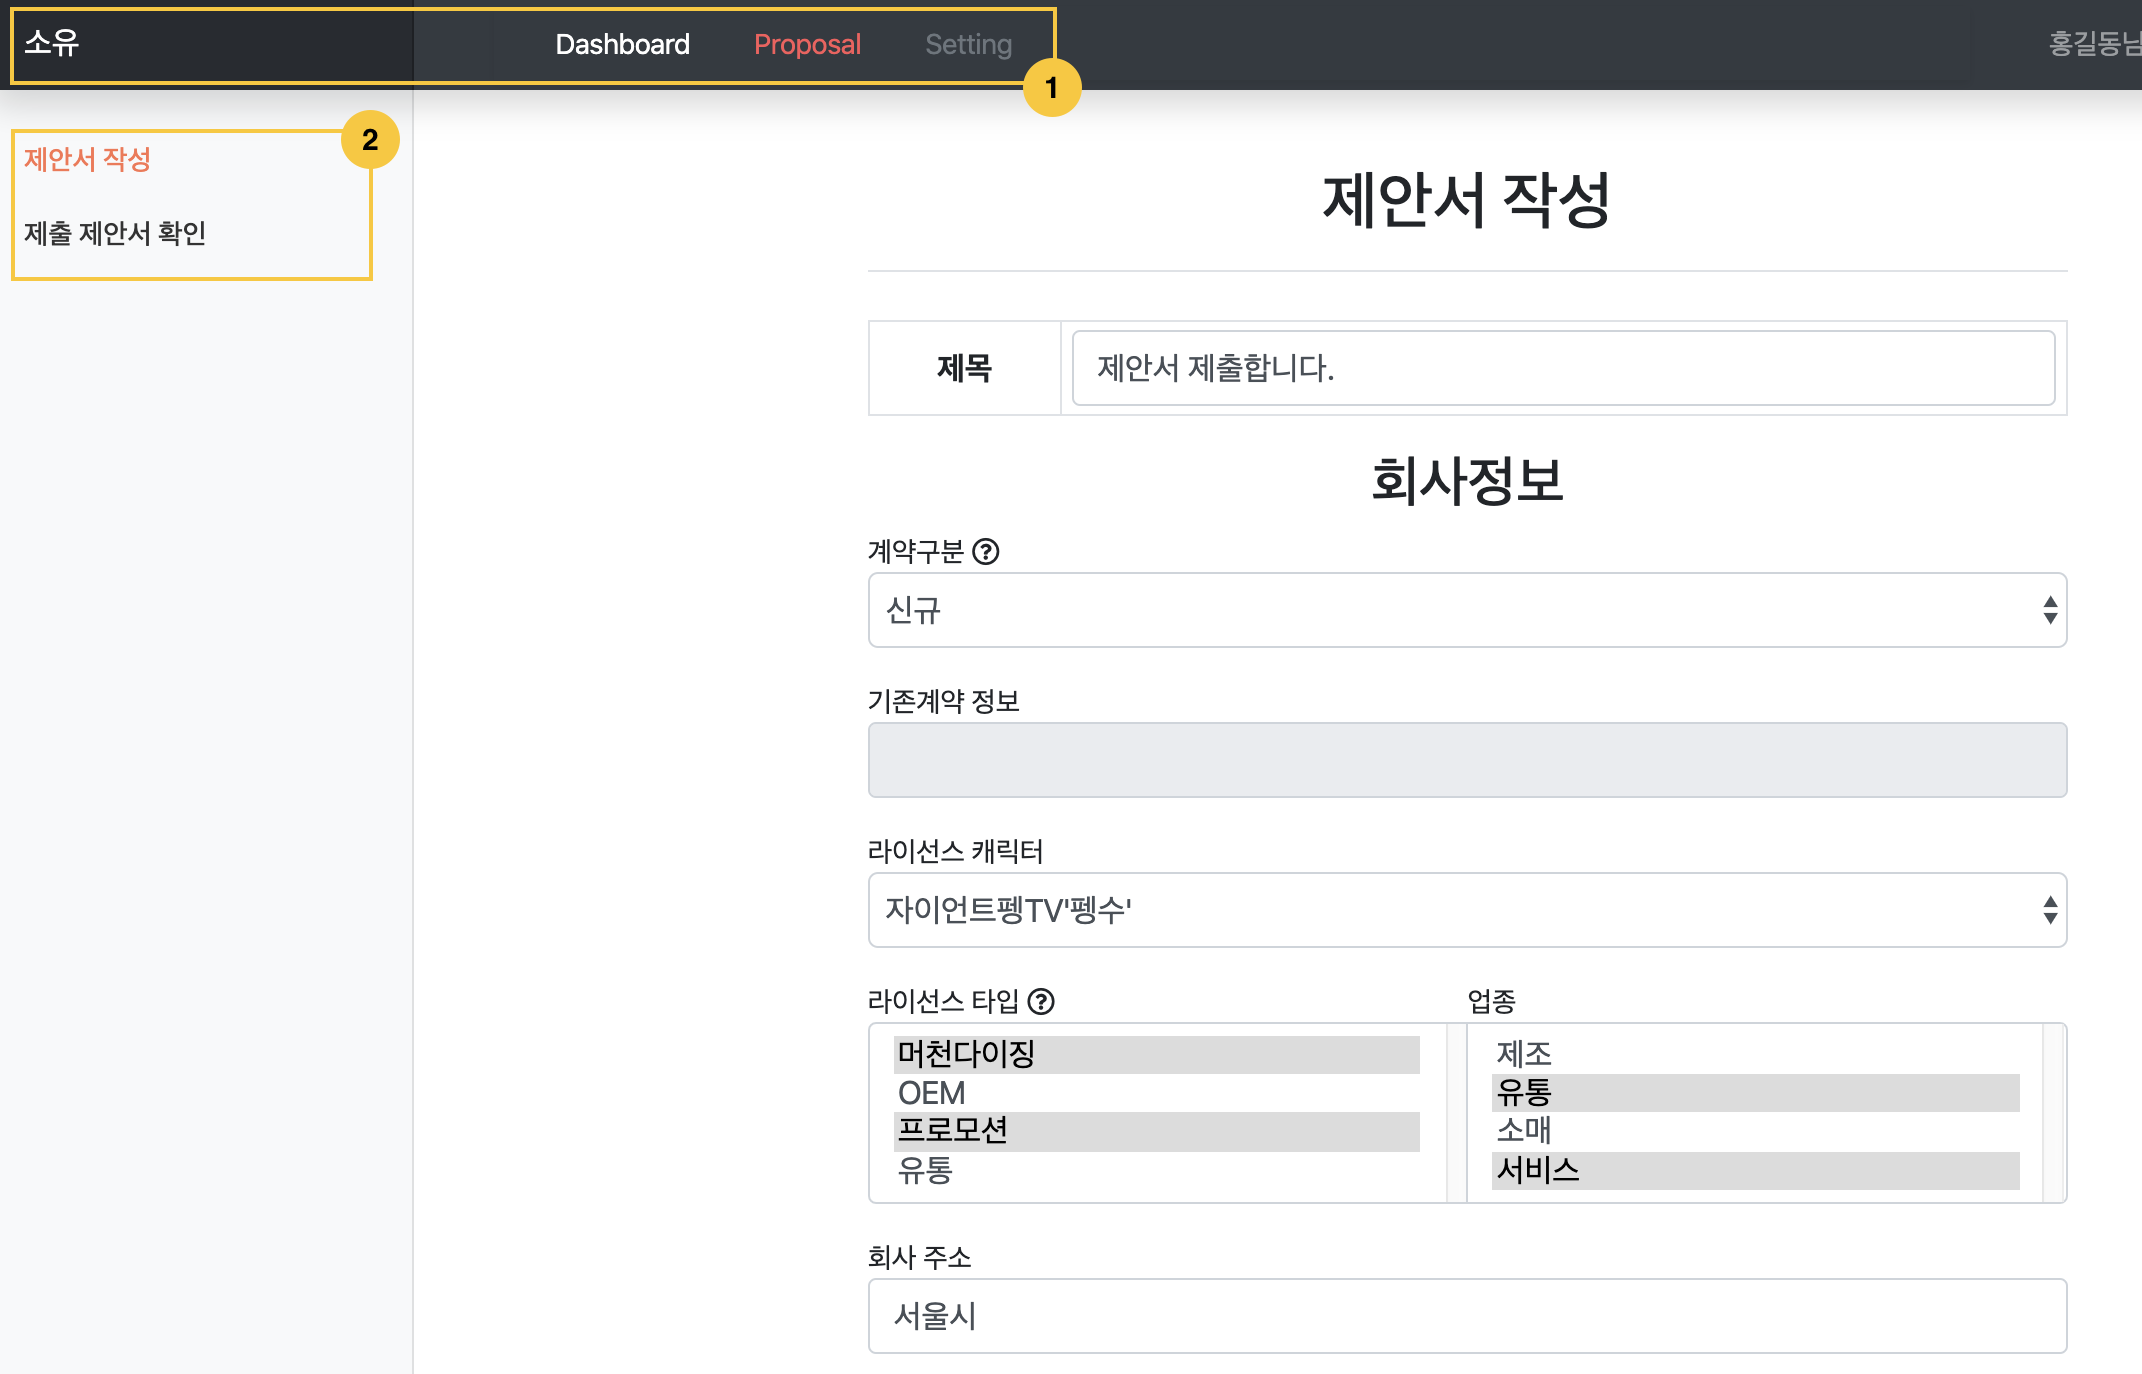 소유 Dashboard Proposal Setting 홍길동님
1
2
제안서 작성
제출 제안서 확인
제안서 작성
제목 제안서 제출합니다.
회사정보
계약구분 ?
신규
기존계약 정보
라이선스 캐릭터
자이언트펭TV'펭수'
라이선스 타입 ? 업종
머천다이징 제조
OEM 유통
프로모션 소매
유통 서비스
회사 주소
서울시